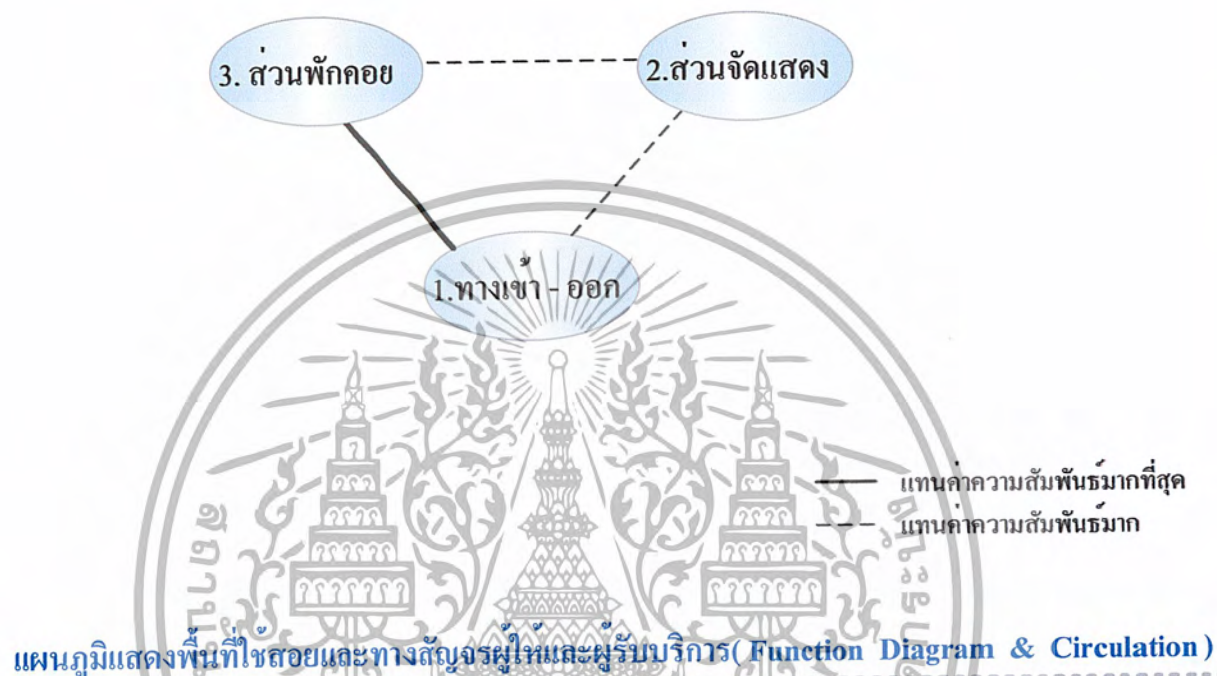 3. ส่วนพักคอย
2.ส่วนจัดแสดง
1.ทางเข้า - ออก
แทนค่าความสัมพันธ์มากที่สุด
แทนค่าความสัมพันธ์มาก
แผนภูมิแสดงพื้นที่ใช้สอยและทางสัญจรผู้ให้และผู้รับบริการ( Function Diagram & Circulation )